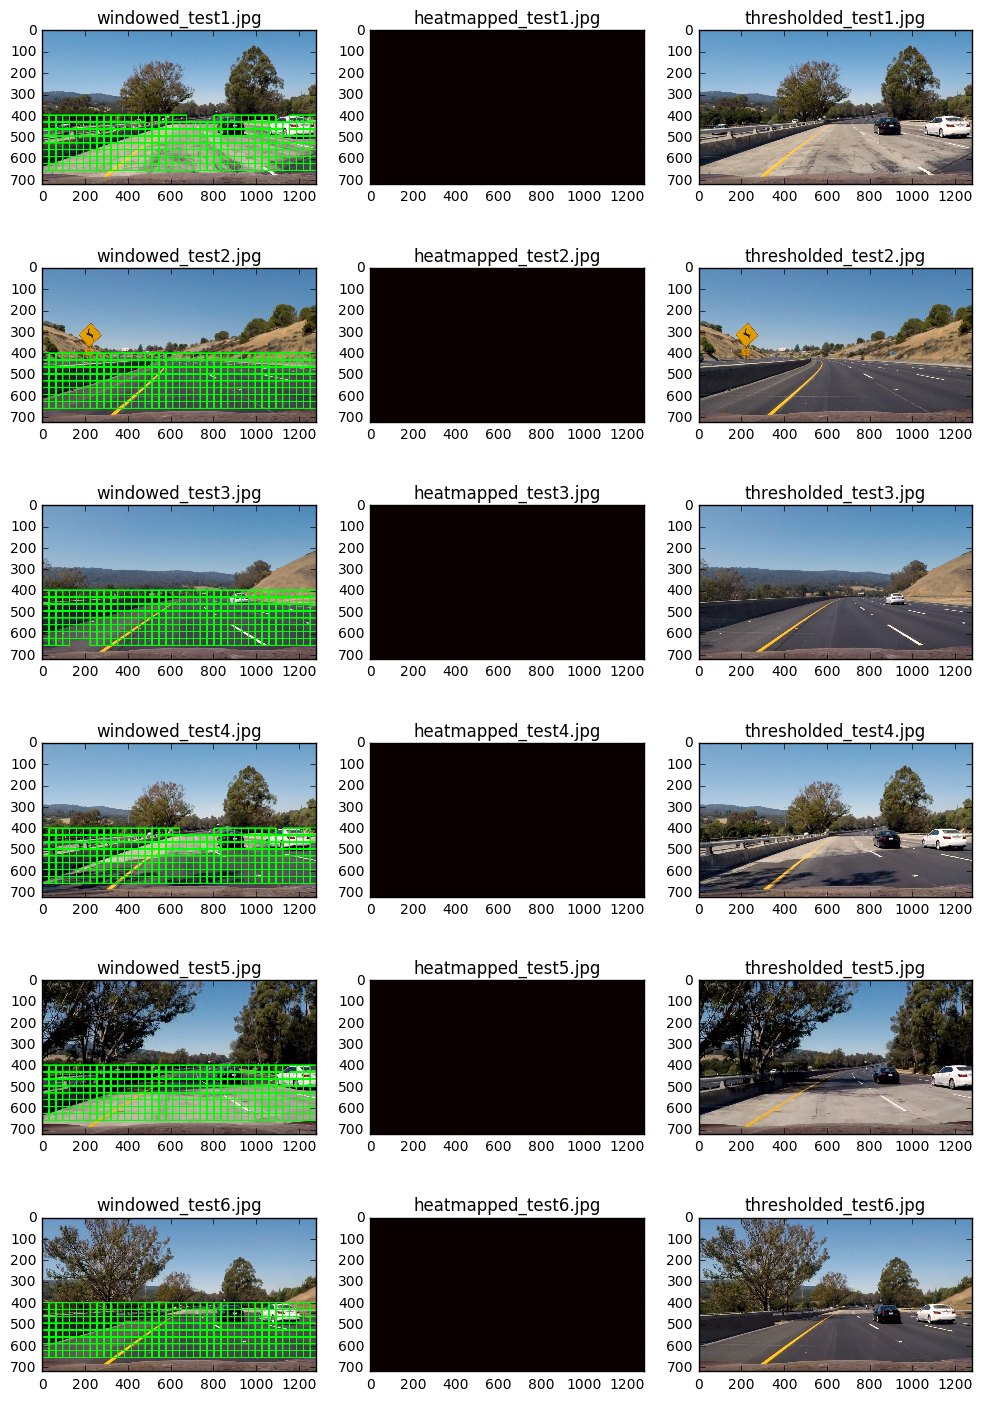 windowed_test1.jpg heatmapped_test1.jpg thresholded_test1.jpg
0 0 0
100 100 100
200 200 200
300 300 300
400 400 400
500 500 500
600 600 600
700 700 700
0 200 400 600 800 1000 1200 0 200 400 600 800 1000 1200 0 200 400 600 800 1000 1200
windowed_test2.jpg heatmapped_test2.jpg thresholded_test2.jpg
0 0 0
100 100 100
200 200 200
300 300 300
400 400 400
500 500 500
600 600 600
700 700 700
0 200 400 600 800 1000 1200 0 200 400 600 800 1000 1200 0 200 400 600 800 1000 1200
windowed_test3.jpg heatmapped_test3.jpg thresholded_test3.jpg
0 0 0
100 100 100
200 200 200
300 300 300
400 400 400
500 500 500
600 600 600
700 700 700
0 200 400 600 800 1000 1200 0 200 400 600 800 1000 1200 0 200 400 600 800 1000 1200
windowed_test4.jpg heatmapped_test4.jpg thresholded_test4.jpg
0 0 0
100 100 100
200 200 200
300 300 300
400 400 400
500 500 500
600 600 600
700 700 700
0 200 400 600 800 1000 1200 0 200 400 600 800 1000 1200 0 200 400 600 800 1000 1200
windowed_test5.jpg heatmapped_test5.jpg thresholded_test5.jpg
0 0 0
100 100 100
200 200 200
300 300 300
400 400 400
500 500 500
600 600 600
700 700 700
0 200 400 600 800 1000 1200 0 200 400 600 800 1000 1200 0 200 400 600 800 1000 1200
windowed_test6.jpg heatmapped_test6.jpg thresholded_test6.jpg
0 0 0
100 100 100
200 200 200
300 300 300
400 400 400
500 500 500
600 600 600
700 700 700
0 200 400 600 800 1000 1200 0 200 400 600 800 1000 1200 0 200 400 600 800 1000 1200